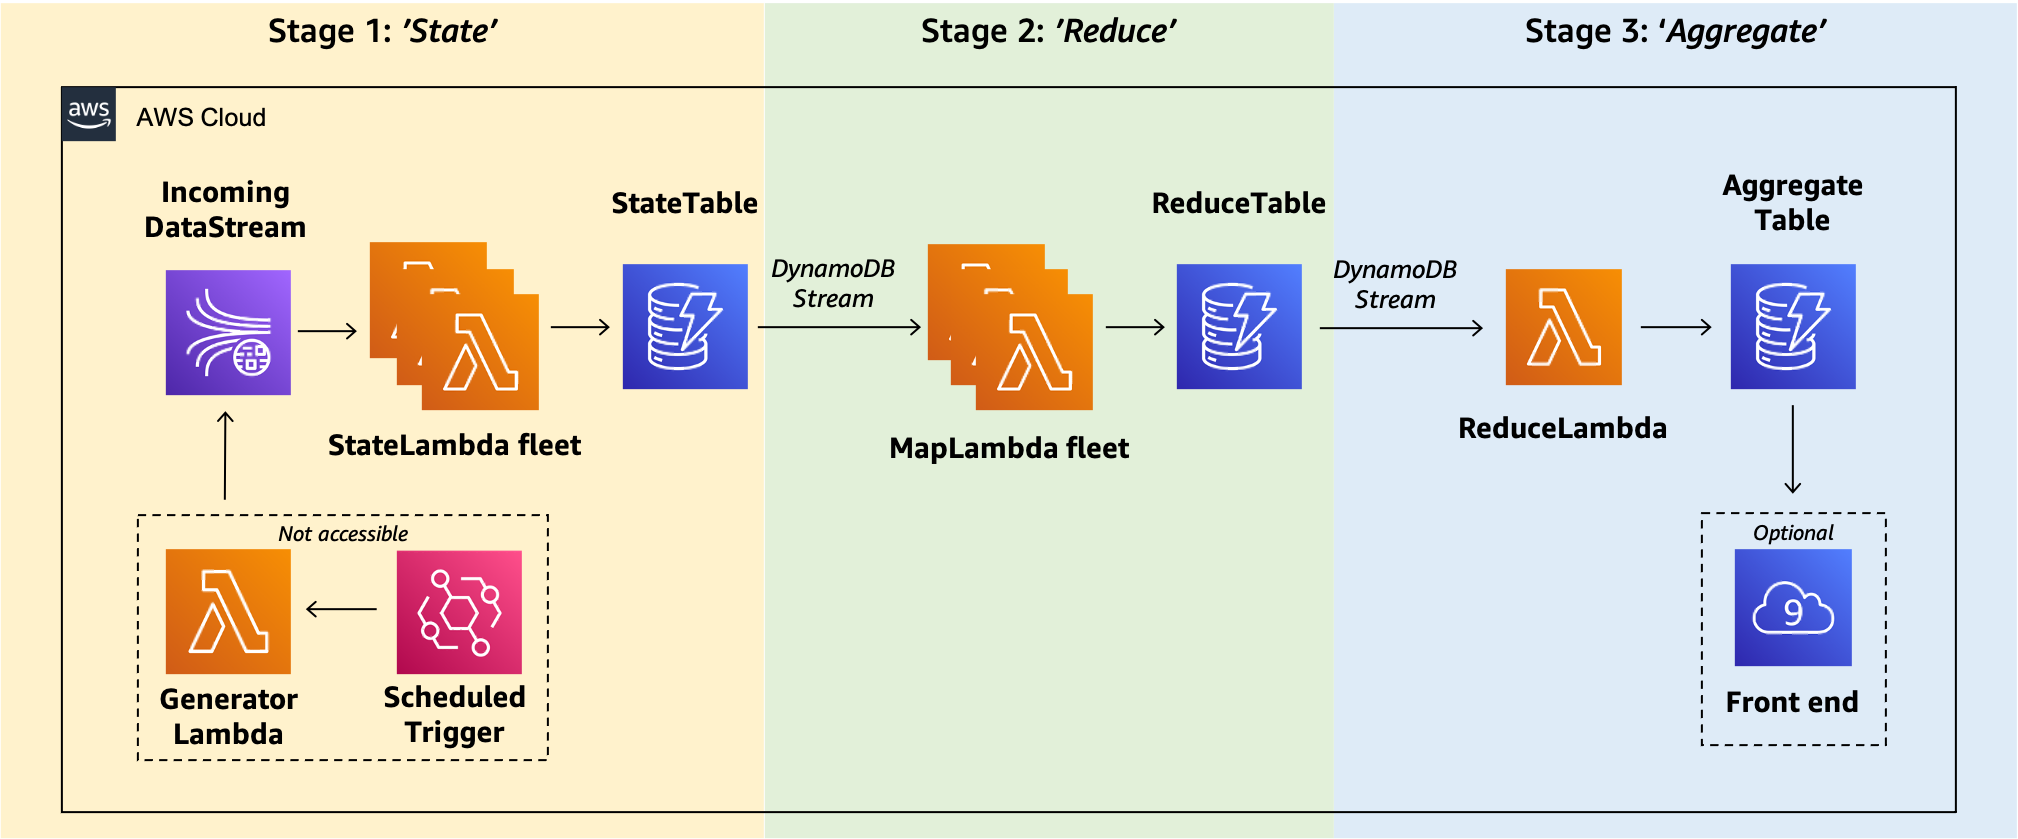 Stage 1: ’State’
Stage 2: ’Reduce’
Stage 3: ‘Aggregate’
aws
AWS Cloud
Incoming
DataStream
StateTable
ReduceTable
Aggregate
Table
DynamoDB
Stream
DynamoDB
Stream
StateLambda fleet
MapLambda fleet
ReduceLambda
Not accessible
Generator
Lambda
Scheduled
Trigger
Optional
9
Front end